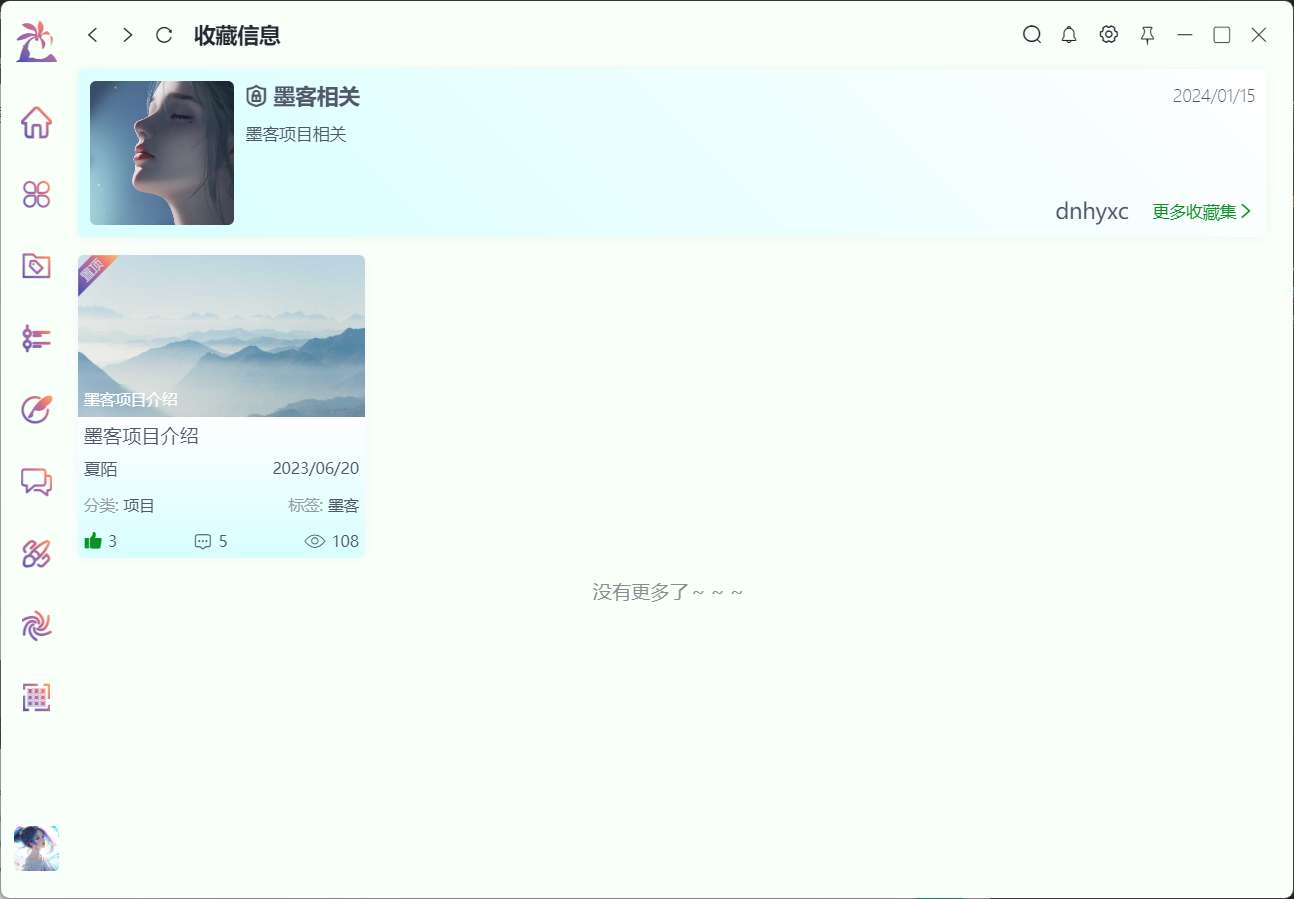 收藏信息
墨客相关
2024/01/15
墨客项目相关
dnhyxc 更多收藏集
置顶
墨客项目介绍
墨客项目介绍
夏陌 2023/06/20
分类: 项目 标签: 墨客
3 5 108
没有更多了~ ~ ~